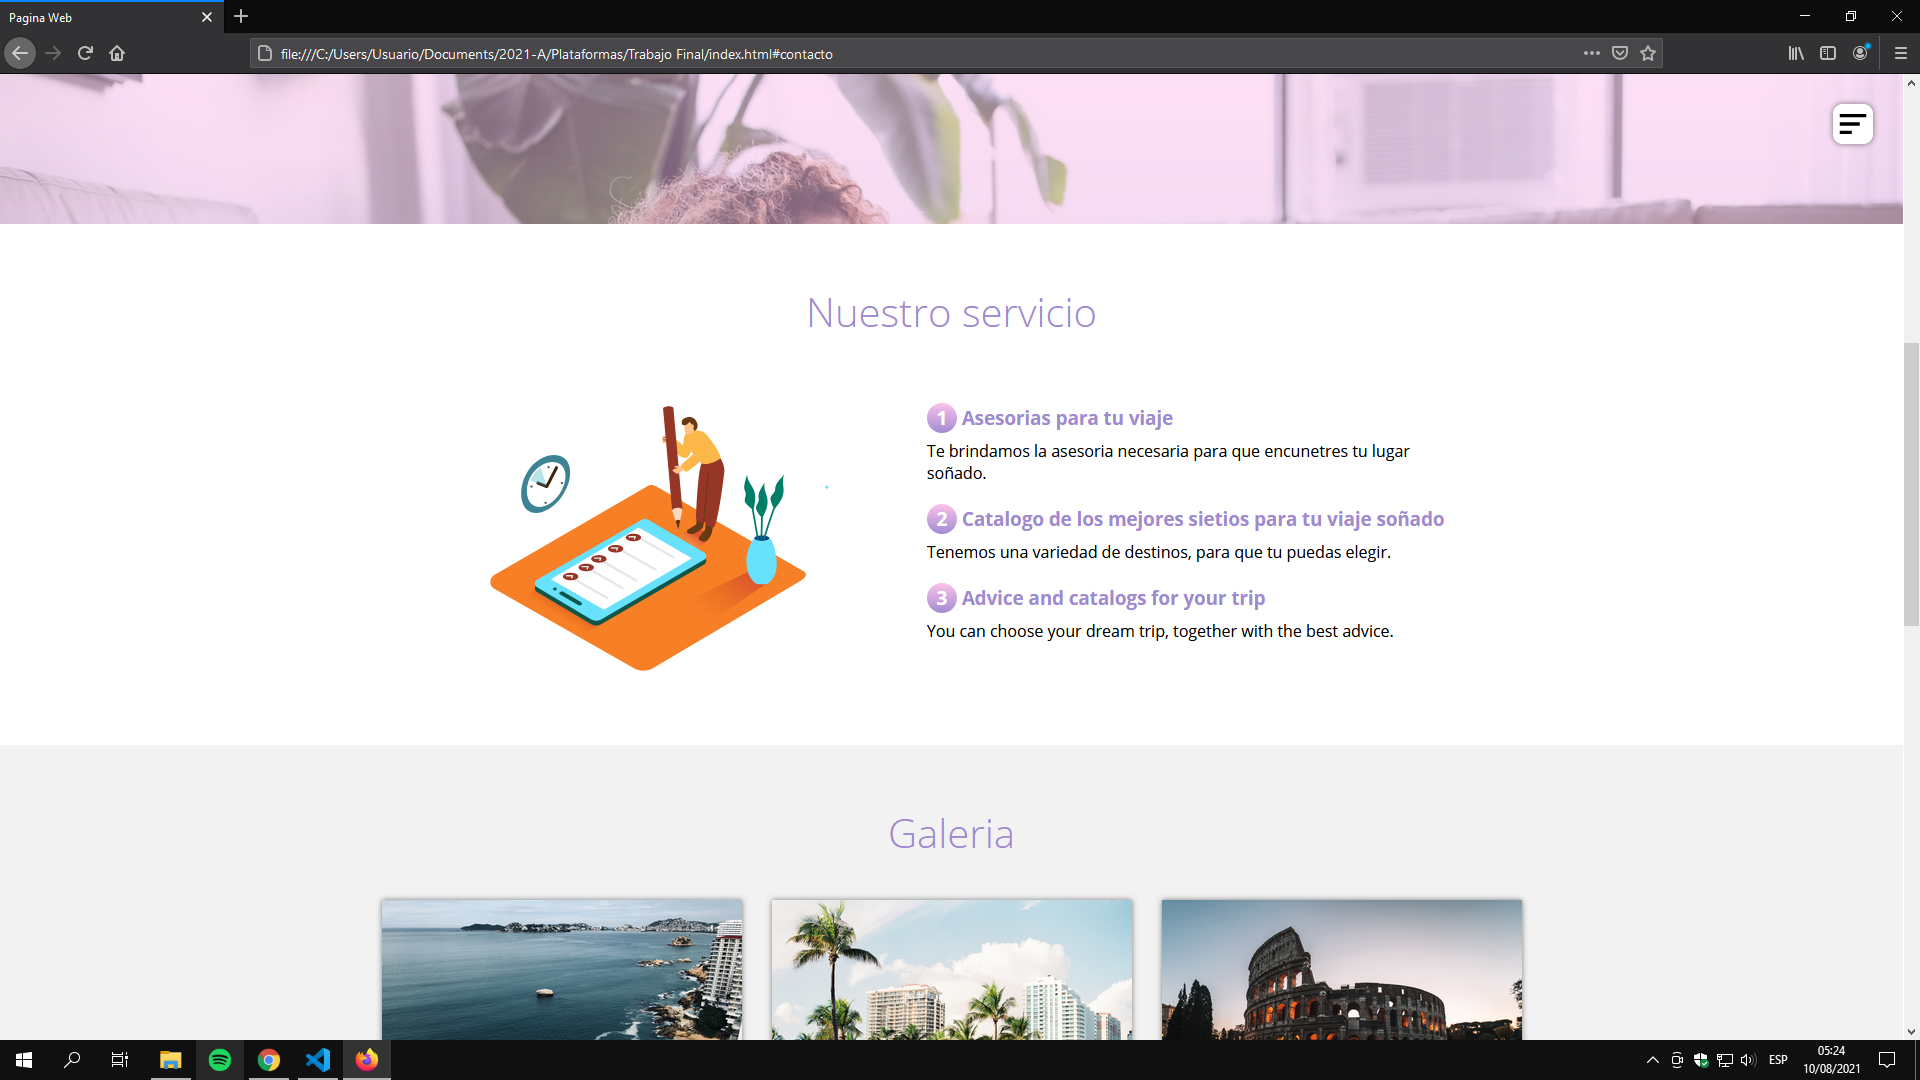 Pagina Web
file:///C:/Users/Usuario/Documents/2021-A/Plataformas/Trabajo Final/index.html#contacto
Nuestro servicio
1 Asesorias para tu viaje
Te brindamos la asesoria necesaria para que encunetres tu lugar
soñado.
2 Catalogo de los mejores sietios para tu viaje soñado
Tenemos una variedad de destinos, para que tu puedas elegir.
3 Advice and catalogs for your trip
You can choose your dream trip, together with the best advice.
Galeria
ESP
05:24
10/08/2021